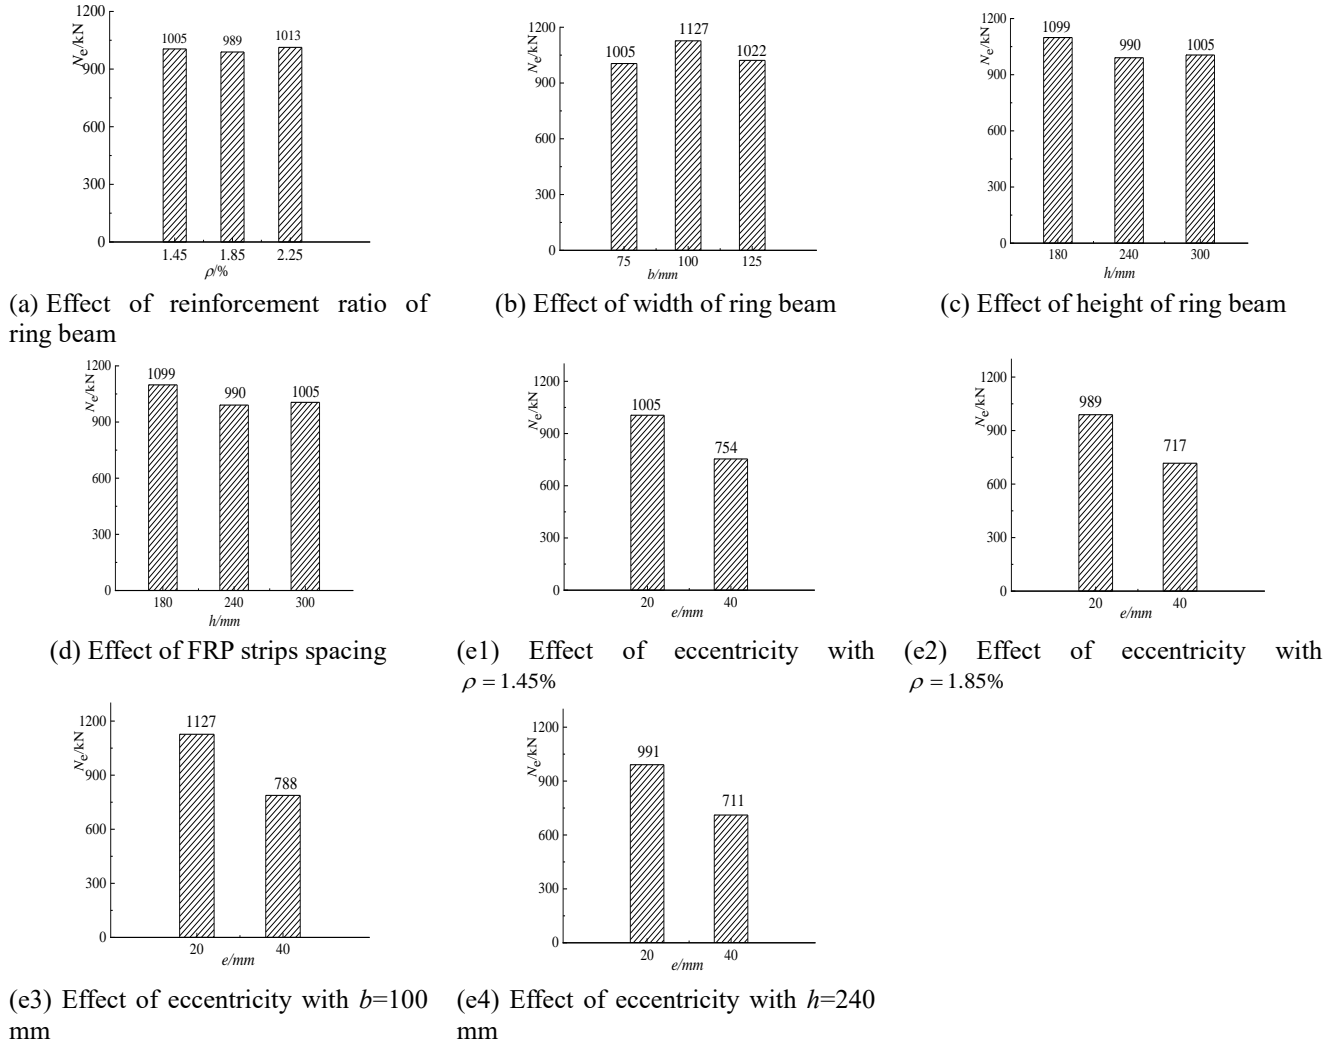 1200
900
600
300
0
Ne/kN
1005
989
1013
1.45
1.85
2.25
ρ/%
(a) Effect of reinforcement ratio of
ring beam
1200
900
600
300
0
Ne/kN
1005
1127
1022
75
100
125
b/mm
(b) Effect of width of ring beam
1200
900
600
300
0
Ne/kN
1099
990
1005
180
240
300
h/mm
(c) Effect of height of ring beam
1200
900
600
300
0
Ne/kN
1099
990
1005
180
240
300
h/mm
(d) Effect of FRP strips spacing
1200
900
600
300
0
Ne/kN
1005
754
20
40
e/mm
(e1) Effect of eccentricity with
ρ = 1.45%
1200
900
600
300
0
Ne/kN
989
717
20
40
e/mm
(e2) Effect of eccentricity with
ρ = 1.85%
1200
900
600
300
0
Ne/kN
1127
788
20
40
e/mm
(e3) Effect of eccentricity with b=100
mm
1200
900
600
300
0
Ne/kN
991
711
20
40
e/mm
(e4) Effect of eccentricity with h=240
mm